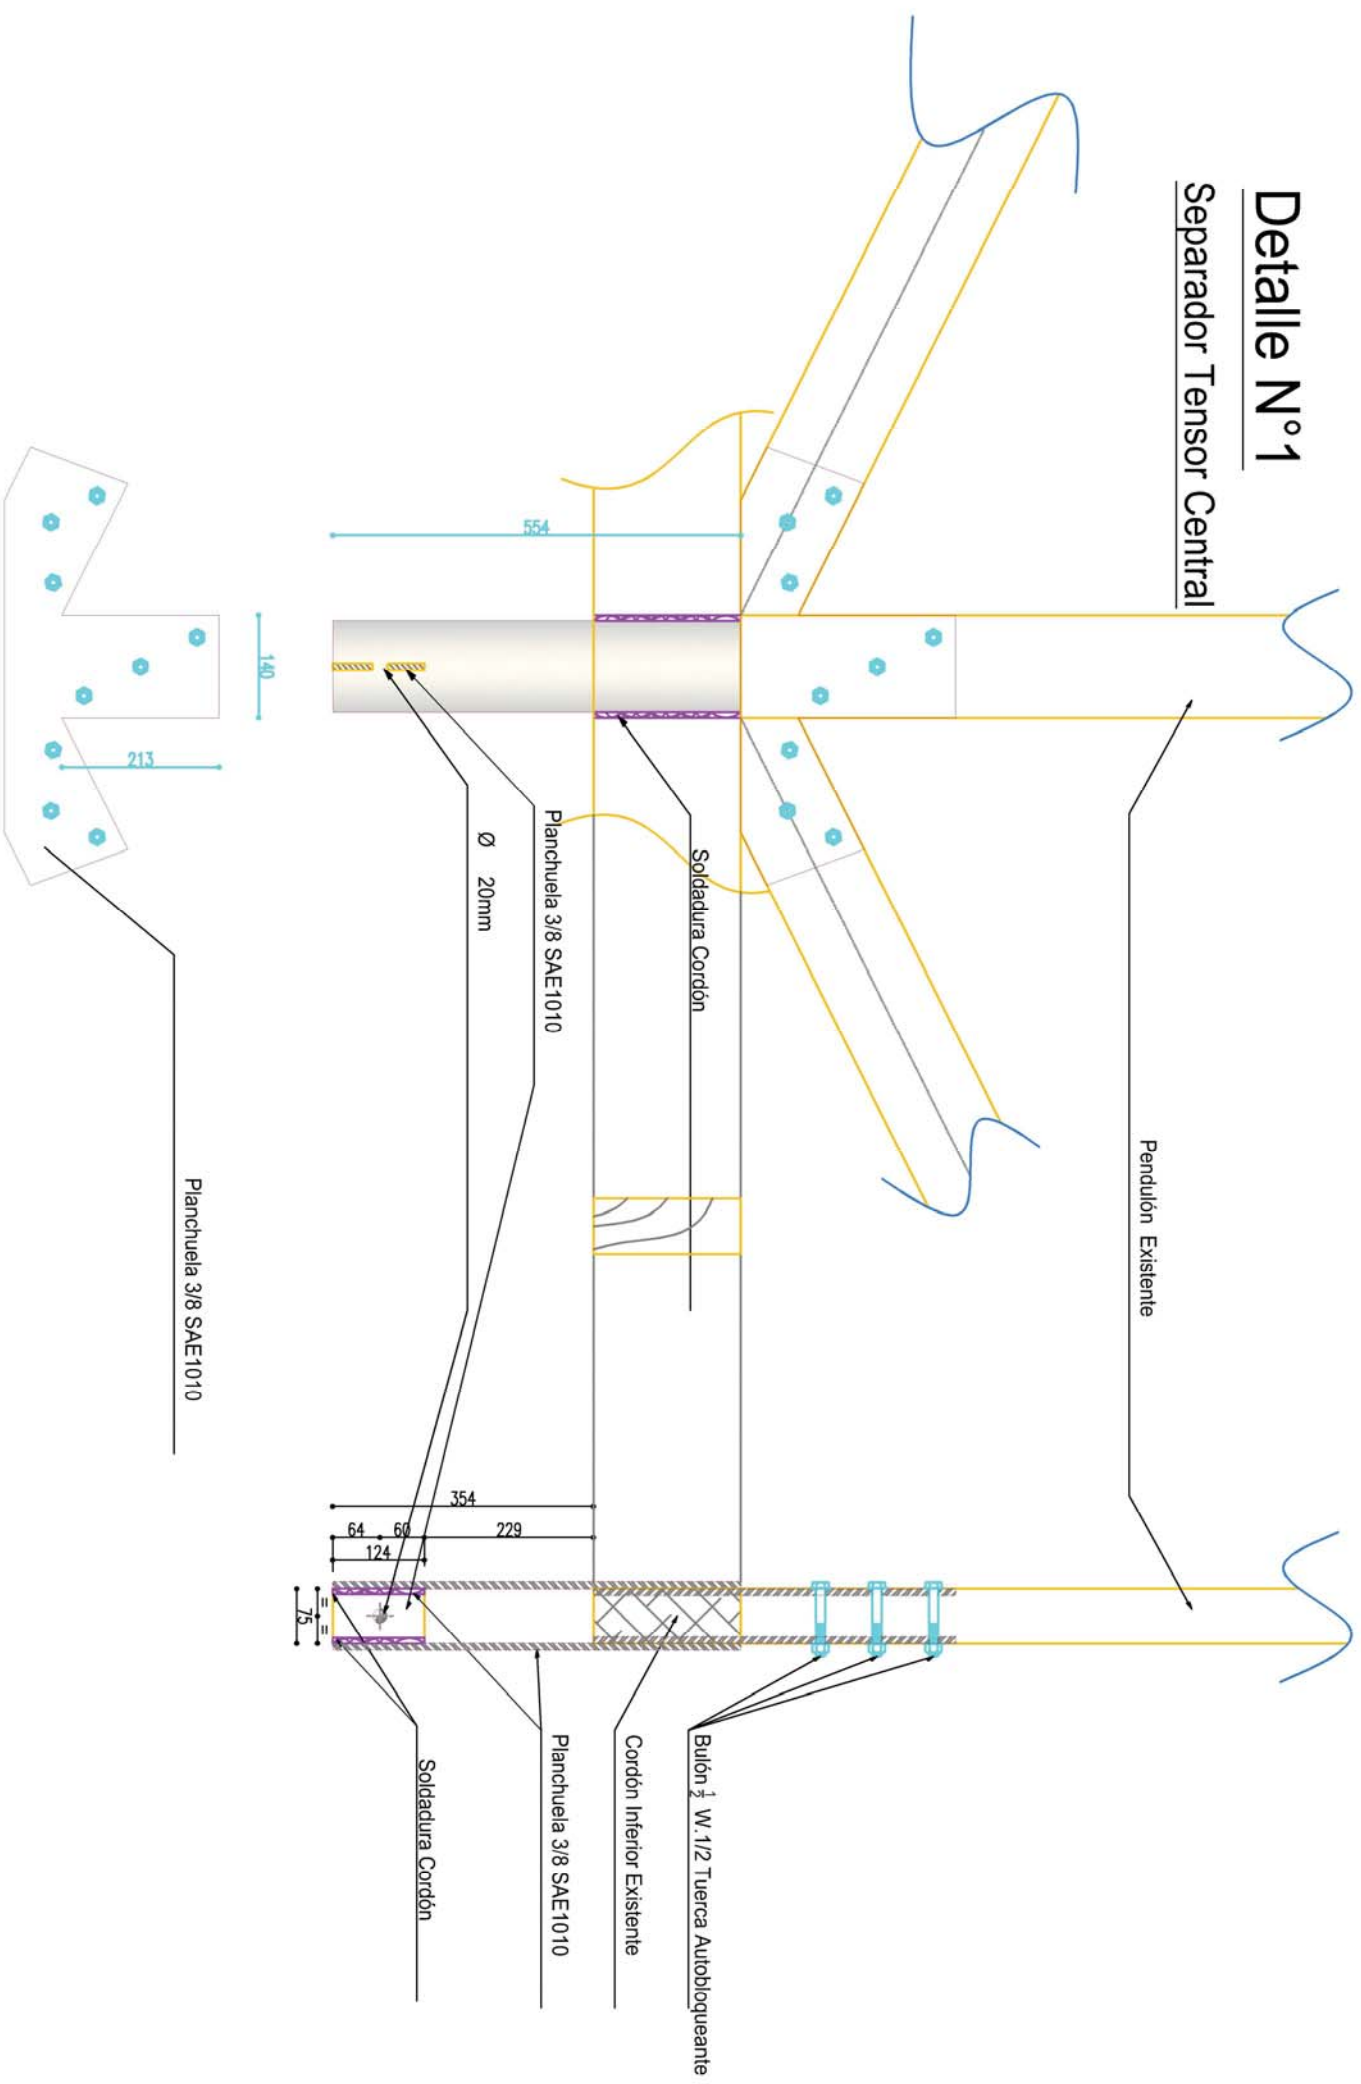 Detalle N°1
Separador Tensor Central
Pendulón Existente
554
140
213
Soldadura Cordón
Planchuela 3/8 SAE1010
Ø 20mm
Planchuela 3/8 SAE1010
354
64
60
229
124
75
= =
Bulón 1/2 W.1/2 Tuerca Autobloqueante
Cordón Inferior Existente
Planchuela 3/8 SAE1010
Soldadura Cordón